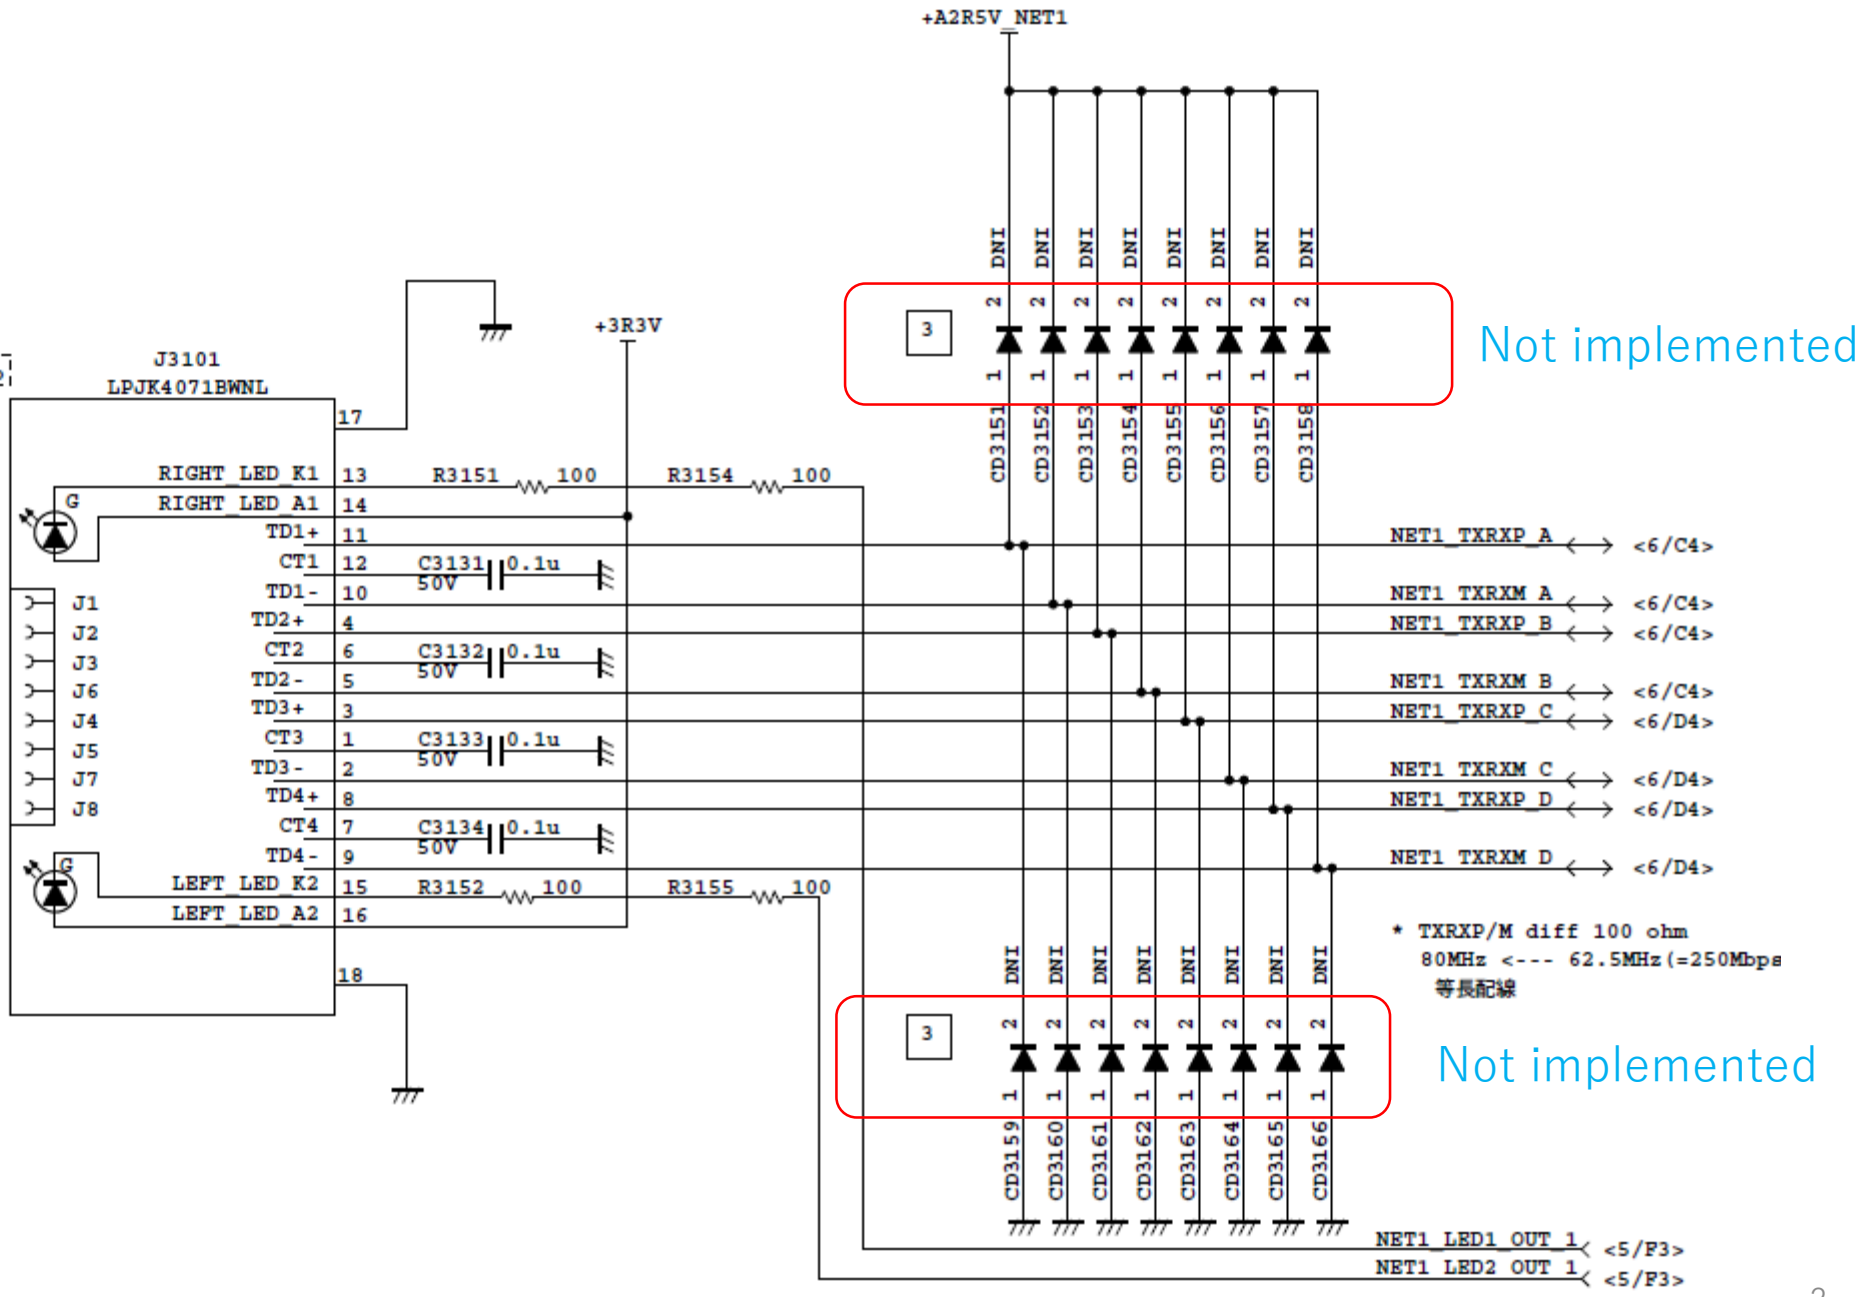 +A2R5V_NET1
DNI DNI DNI DNI DNI DNI DNI DNI
2 2 2 2 2 2 2 2
3
Not implemented
1 1 1 1 1 1 1 1
CD3151 CD3152 CD3153 CD3154 CD3155 CD3156 CD3157 CD3158
+3R3V
J3101
LPJK4071BWNL
17
RIGHT_LED_K1 13 R3151 100 R3154 100
G
RIGHT_LED_A1 14
TD1+ 11 NET1_TXRXP_A <6/C4>
CT1 12 C3131 0.1u
50V
TD1- 10 NET1_TXRXM_A <6/C4>
J1
TD2+ 4 NET1_TXRXP_B <6/C4>
J2
CT2 6 C3132 0.1u
50V
J3
TD2- 5 NET1_TXRXM_B <6/C4>
J6
TD3+ 3 NET1_TXRXP_C <6/D4>
J4
CT3 1 C3133 0.1u
50V
J5
TD3- 2 NET1_TXRXM_C <6/D4>
J7
TD4+ 8 NET1_TXRXP_D <6/D4>
J8
CT4 7 C3134 0.1u
50V
TD4- 9 NET1_TXRXM_D <6/D4>
G
LEFT_LED_K2 15 R3152 100 R3155 100
LEFT_LED_A2 16
18
* TXRXP/M diff 100 ohm
80MHz <--- 62.5MHz(=250Mbps
等長配線
DNI DNI DNI DNI DNI DNI DNI DNI
2 2 2 2 2 2 2 2
3
Not implemented
1 1 1 1 1 1 1 1
CD3159 CD3160 CD3161 CD3162 CD3163 CD3164 CD3165 CD3166
NET1_LED1_OUT_1 <5/F3>
NET1_LED2_OUT_1 <5/F3>